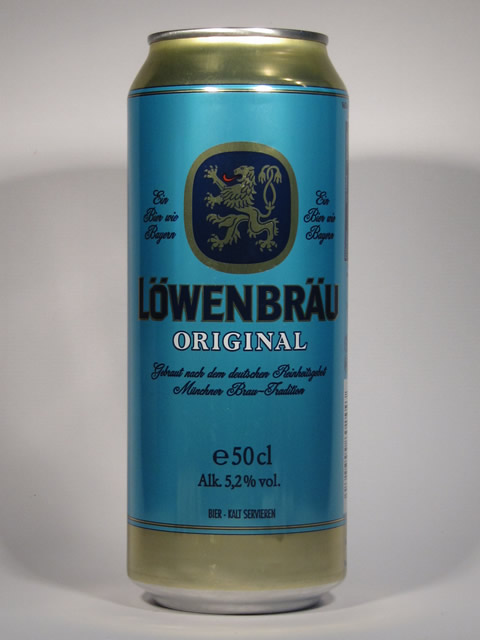 Ein
Bier wie
Bayern
Ein
Bier wie
Bayern
LÖWENBRÄU
ORIGINAL
Gebraut nach dem deutschen Reinheitsgebot
Münchner Brau-Tradition
e 50 cl
Alk. 5,2 % vol.
BIER - KALT SERVIEREN